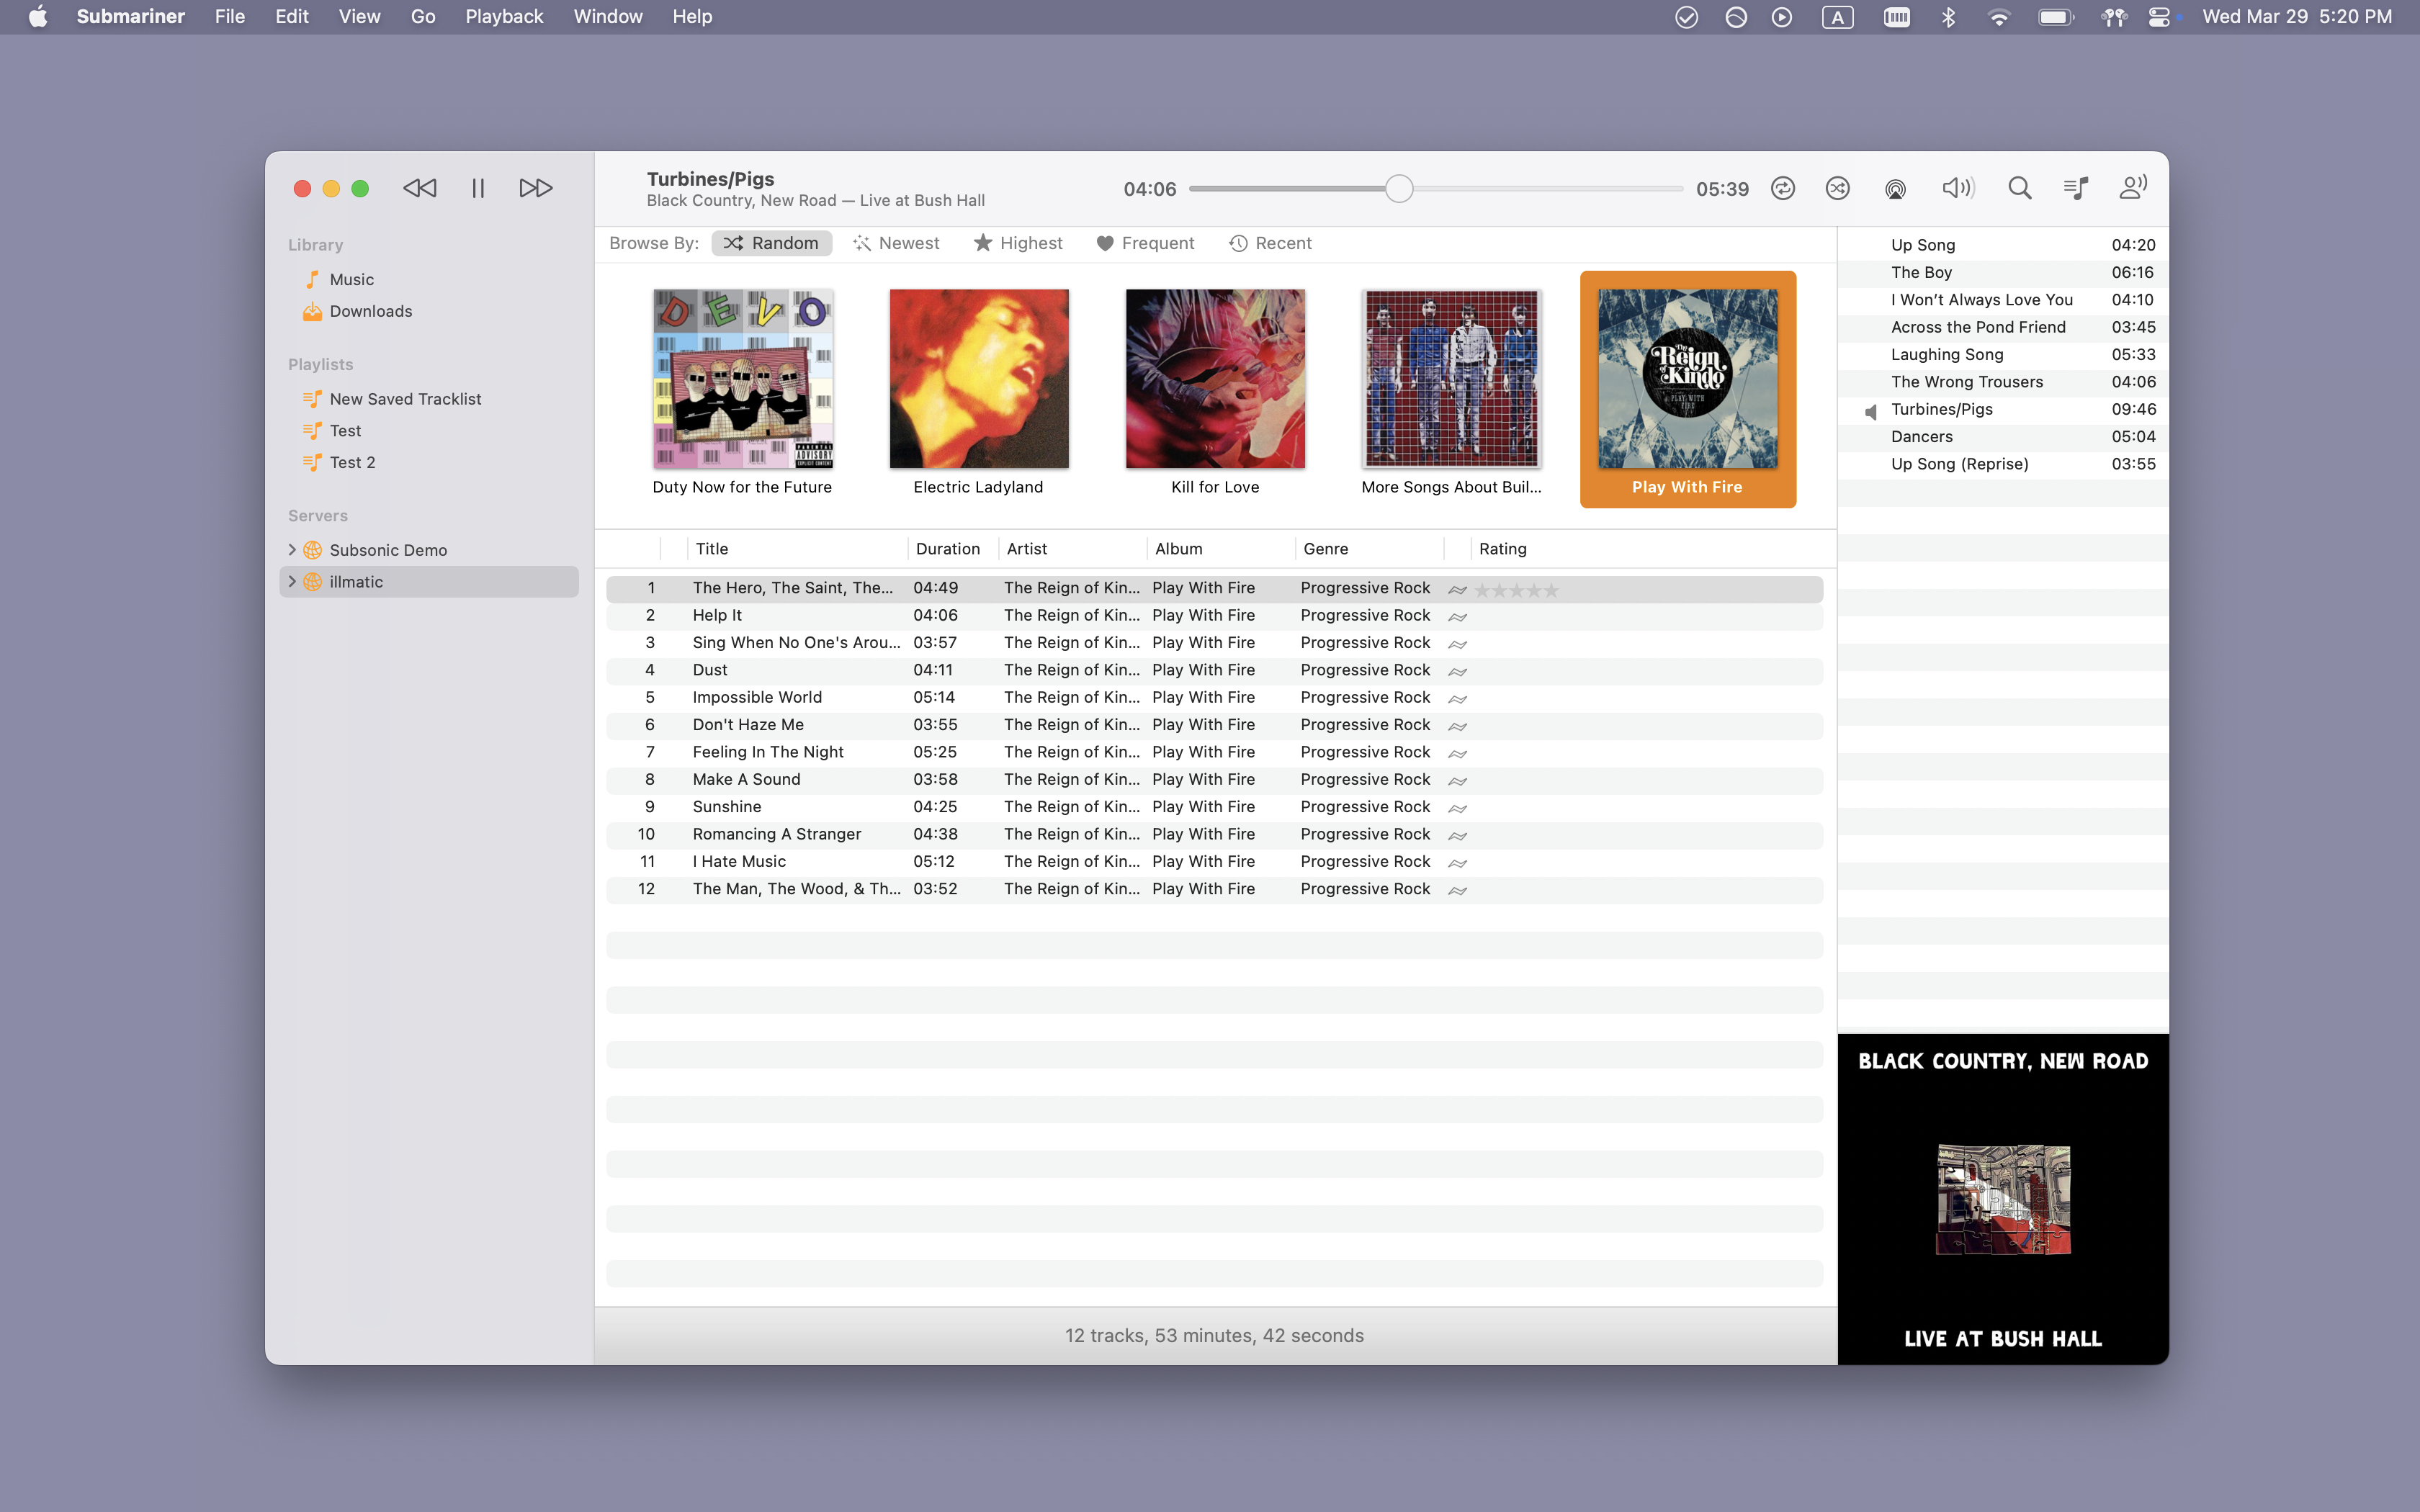 Submariner File Edit View Go Playback Window Help A Wed Mar 29 5:20 PM
Turbines/Pigs
Black Country, New Road — Live at Bush Hall
04:06 05:39
Library
Music
Downloads
Playlists
New Saved Tracklist
Test
Test 2
Servers
Subsonic Demo
illmatic
Browse By: Random Newest Highest Frequent Recent
DEVO
ADVISORY
The Reign of Kindo
PLAY WITH FIRE
Duty Now for the Future
Electric Ladyland
Kill for Love
More Songs About Buil...
Play With Fire
Title Duration Artist Album Genre Rating
1 The Hero, The Saint, The... 04:49 The Reign of Kin... Play With Fire Progressive Rock
2 Help It 04:06 The Reign of Kin... Play With Fire Progressive Rock
3 Sing When No One's Arou... 03:57 The Reign of Kin... Play With Fire Progressive Rock
4 Dust 04:11 The Reign of Kin... Play With Fire Progressive Rock
5 Impossible World 05:14 The Reign of Kin... Play With Fire Progressive Rock
6 Don't Haze Me 03:55 The Reign of Kin... Play With Fire Progressive Rock
7 Feeling In The Night 05:25 The Reign of Kin... Play With Fire Progressive Rock
8 Make A Sound 03:58 The Reign of Kin... Play With Fire Progressive Rock
9 Sunshine 04:25 The Reign of Kin... Play With Fire Progressive Rock
10 Romancing A Stranger 04:38 The Reign of Kin... Play With Fire Progressive Rock
11 I Hate Music 05:12 The Reign of Kin... Play With Fire Progressive Rock
12 The Man, The Wood, & Th... 03:52 The Reign of Kin... Play With Fire Progressive Rock
12 tracks, 53 minutes, 42 seconds
Up Song 04:20
The Boy 06:16
I Won’t Always Love You 04:10
Across the Pond Friend 03:45
Laughing Song 05:33
The Wrong Trousers 04:06
Turbines/Pigs 09:46
Dancers 05:04
Up Song (Reprise) 03:55
BLACK COUNTRY, NEW ROAD
LIVE AT BUSH HALL